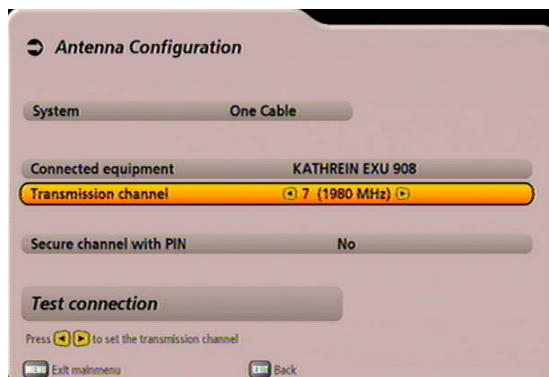 Antenna Configuration
System One Cable
Connected equipment KATHREIN EXU 908
Transmission channel 7 (1980 MHz)
Secure channel with PIN No
Test connection
Press to set the transmission channel
MENU Exit mainmenu EXIT Back